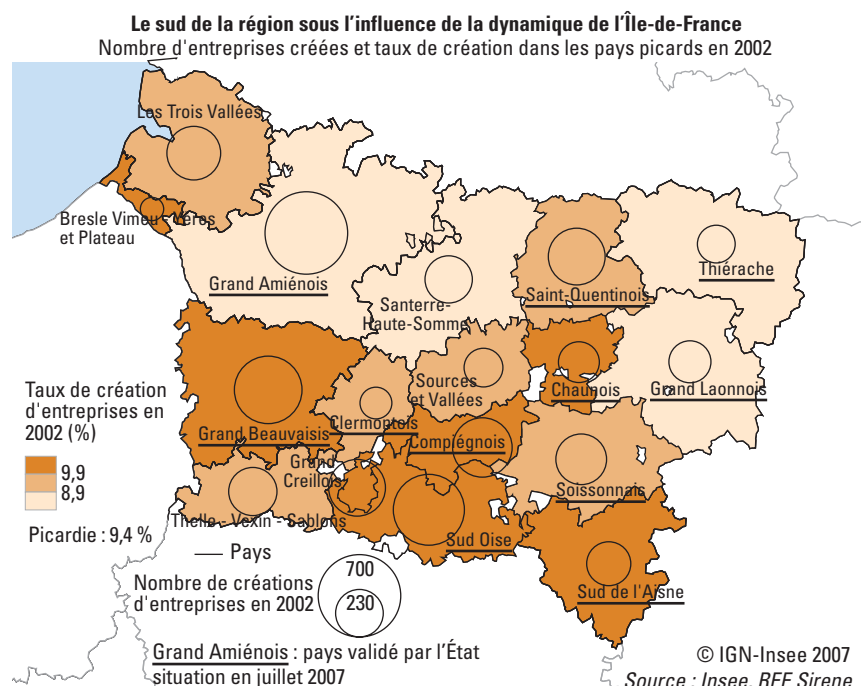 Le sud de la région sous l'influence de la dynamique de l'Île-de-France
Nombre d'entreprises créées et taux de création dans les pays picards en 2002
Les Trois Vallées
Bresle Vimeu - Vères
et Plateau
Grand Amiénois
Santerre-
Haute-Somme
Saint-Quentinois
Thiérache
Sources
et Vallées
Chaunois
Grand Laonnois
Grand Beauvaisis
Clermontois
Compiégnois
Grand
Creillois
Soissonnais
Thelle - Vexin - Sablons
Sud Oise
Sud de l'Aisne
Taux de création
d'entreprises en
2002 (%)
9,9
8,9
Picardie : 9,4 %
Pays
Nombre de créations
d'entreprises en 2002
700
230
Grand Amiénois : pays validé par l'État
situation en juillet 2007
© IGN-Insee 2007
Source : Insee, REE Sirene